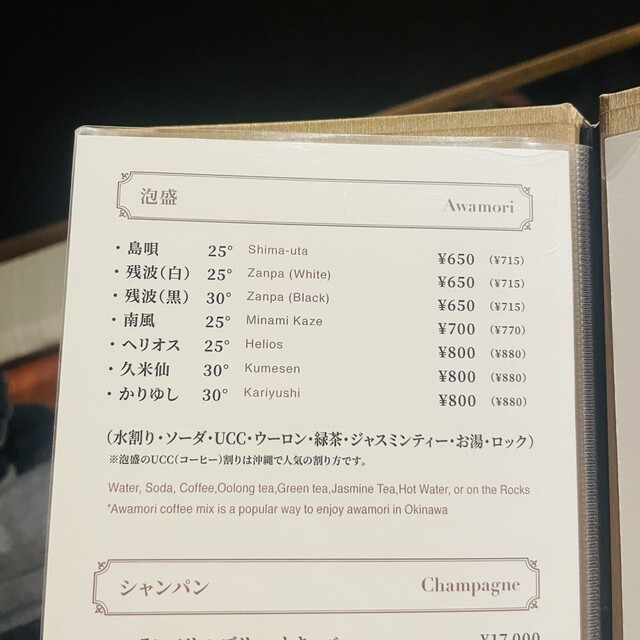 泡盛 Awamori
・島唄 25° Shima-uta ¥650 (¥715)
・残波(白) 25° Zanpa (White) ¥650 (¥715)
・残波(黒) 30° Zanpa (Black) ¥650 (¥715)
・南風 25° Minami Kaze ¥700 (¥770)
・ヘリオス 25° Helios ¥800 (¥880)
・久米仙 30° Kumesen ¥800 (¥880)
・かりゆし 30° Kariyushi ¥800 (¥880)
(水割り・ソーダ・UCC・ウーロン・緑茶・ジャスミンティー・お湯・ロック)
※泡盛のUCC(コーヒー)割りは沖縄で人気の割り方です。
Water, Soda, Coffee,Oolong tea,Green tea,Jasmine Tea,Hot Water, or on the Rocks
*Awamori coffee mix is a popular way to enjoy awamori in Okinawa
シャンパン Champagne
¥17,000